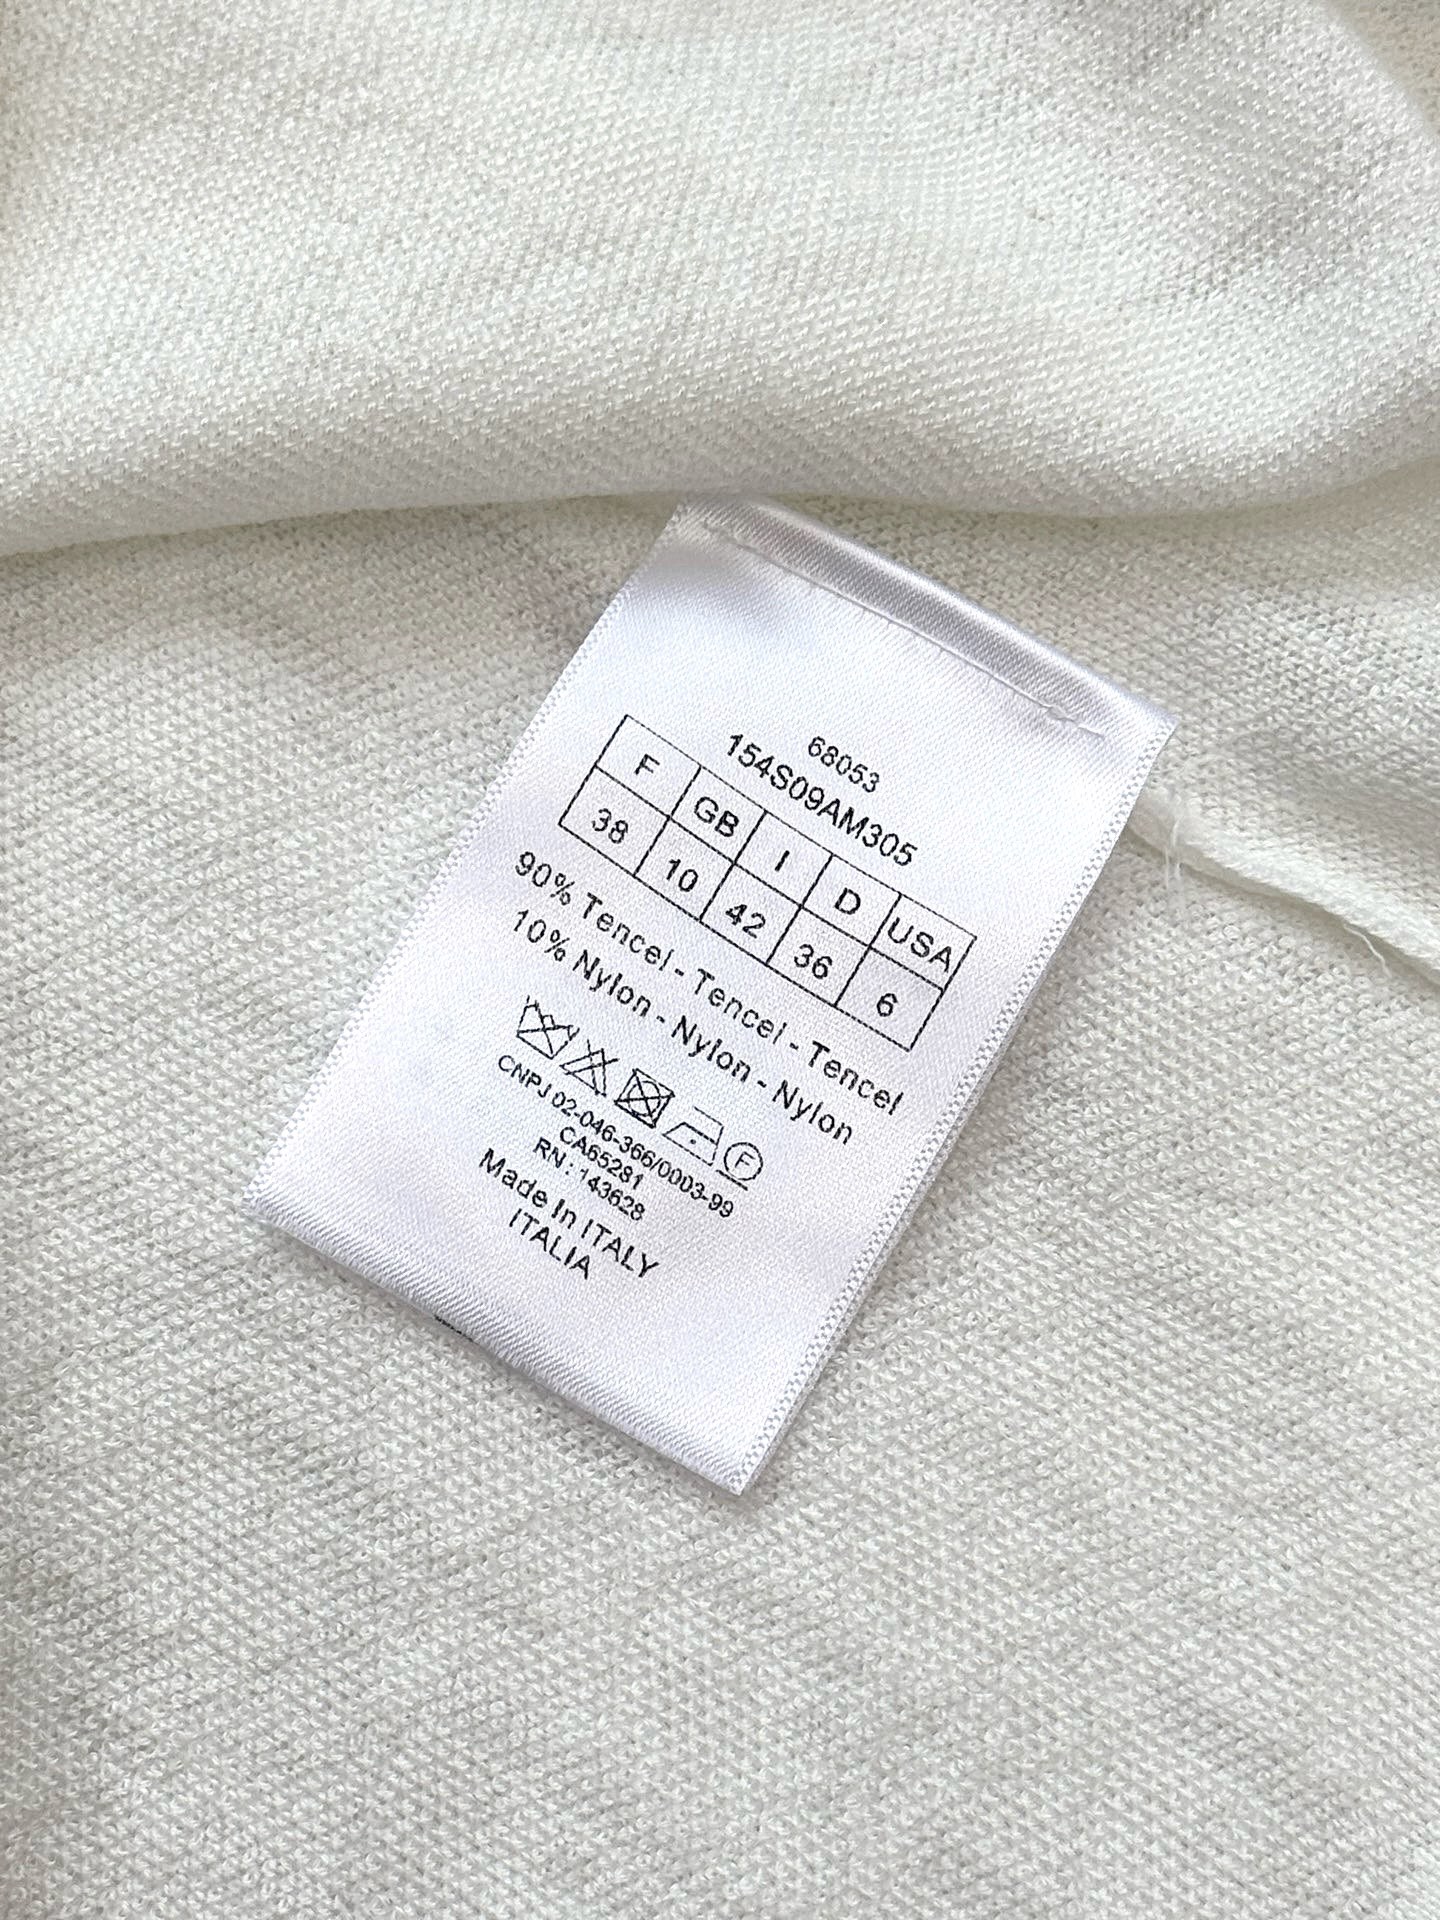 68053
154S09AM305
F GB I D USA
38 10 42 36 6
90% Tencel - Tencel - Tencel
10% Nylon - Nylon - Nylon
F
CNPJ 02-046-366/0003-99
CA65281
RN : 143628
Made In ITALY
ITALIA